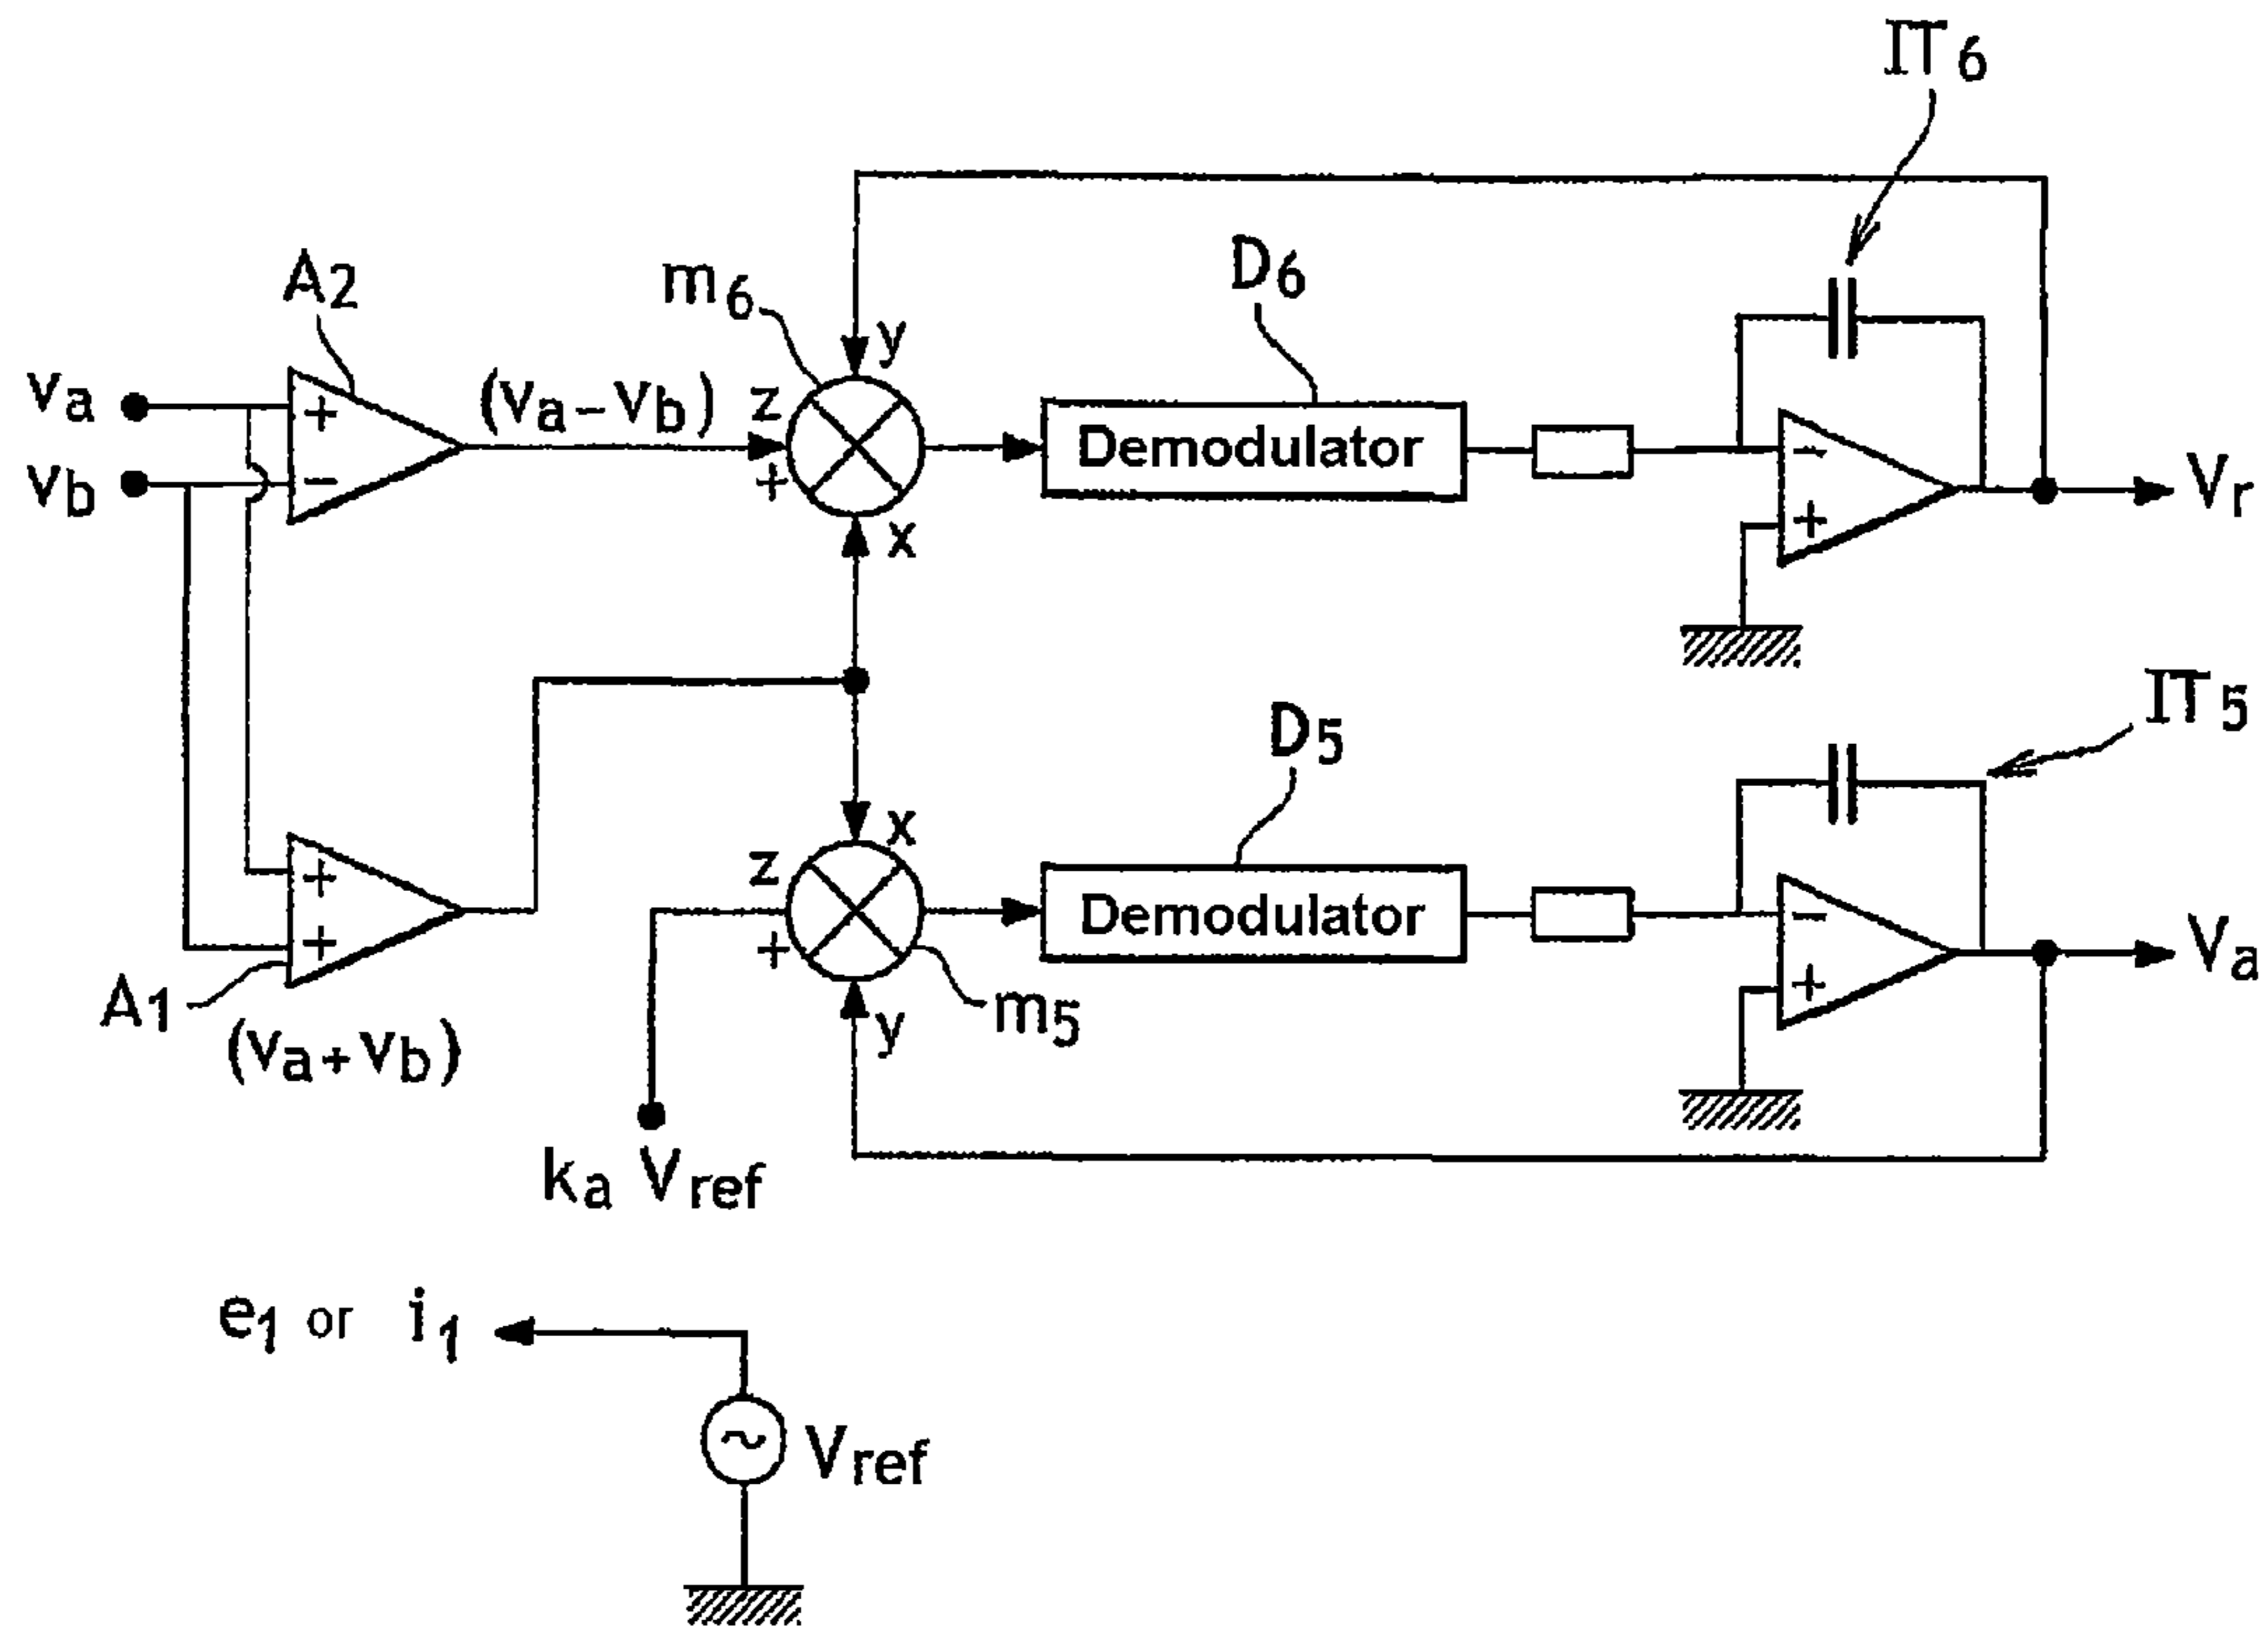 IT6
A2
m6
D6
y
va
+
(va-vb)
z
Demodulator
-
vb
-
+
Vr
x
+
IT5
D5
x
z
+
Demodulator
-
Va
+
+
+
A1
m5
y
(va+vb)
ka Vref
e1 or i1
~
Vref